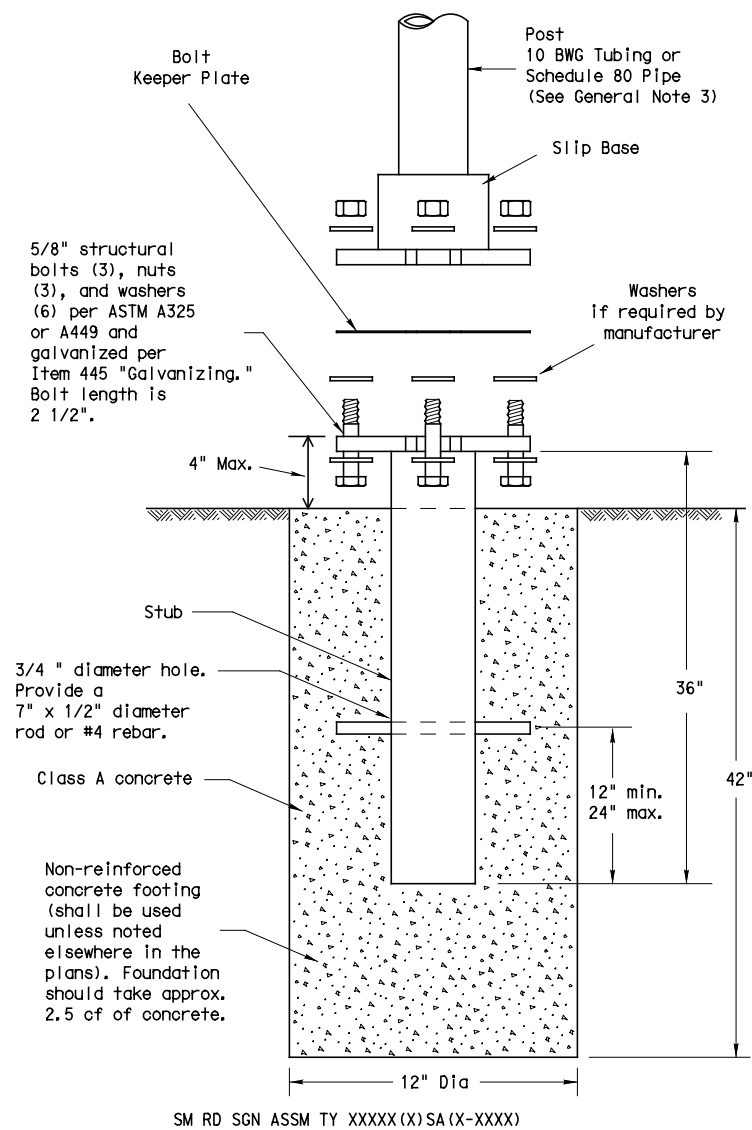 Post
10 BWG Tubing or
Schedule 80 Pipe
(See General Note 3)
Bolt
Keeper Plate
Slip Base
5/8" structural
bolts (3), nuts
(3), and washers
(6) per ASTM A325
or A449 and
galvanized per
Item 445 "Galvanizing."
Bolt length is
2 1/2".
Washers
if required by
manufacturer
4" Max.
Stub
3/4 " diameter hole.
Provide a
7" x 1/2" diameter
rod or #4 rebar.
36"
Class A concrete
12" min.
24" max.
42"
Non-reinforced
concrete footing
(shall be used
unless noted
elsewhere in the
plans). Foundation
should take approx.
2.5 cf of concrete.
12" Dia
SM RD SGN ASSM TY XXXXX(X)SA(X-XXXX)